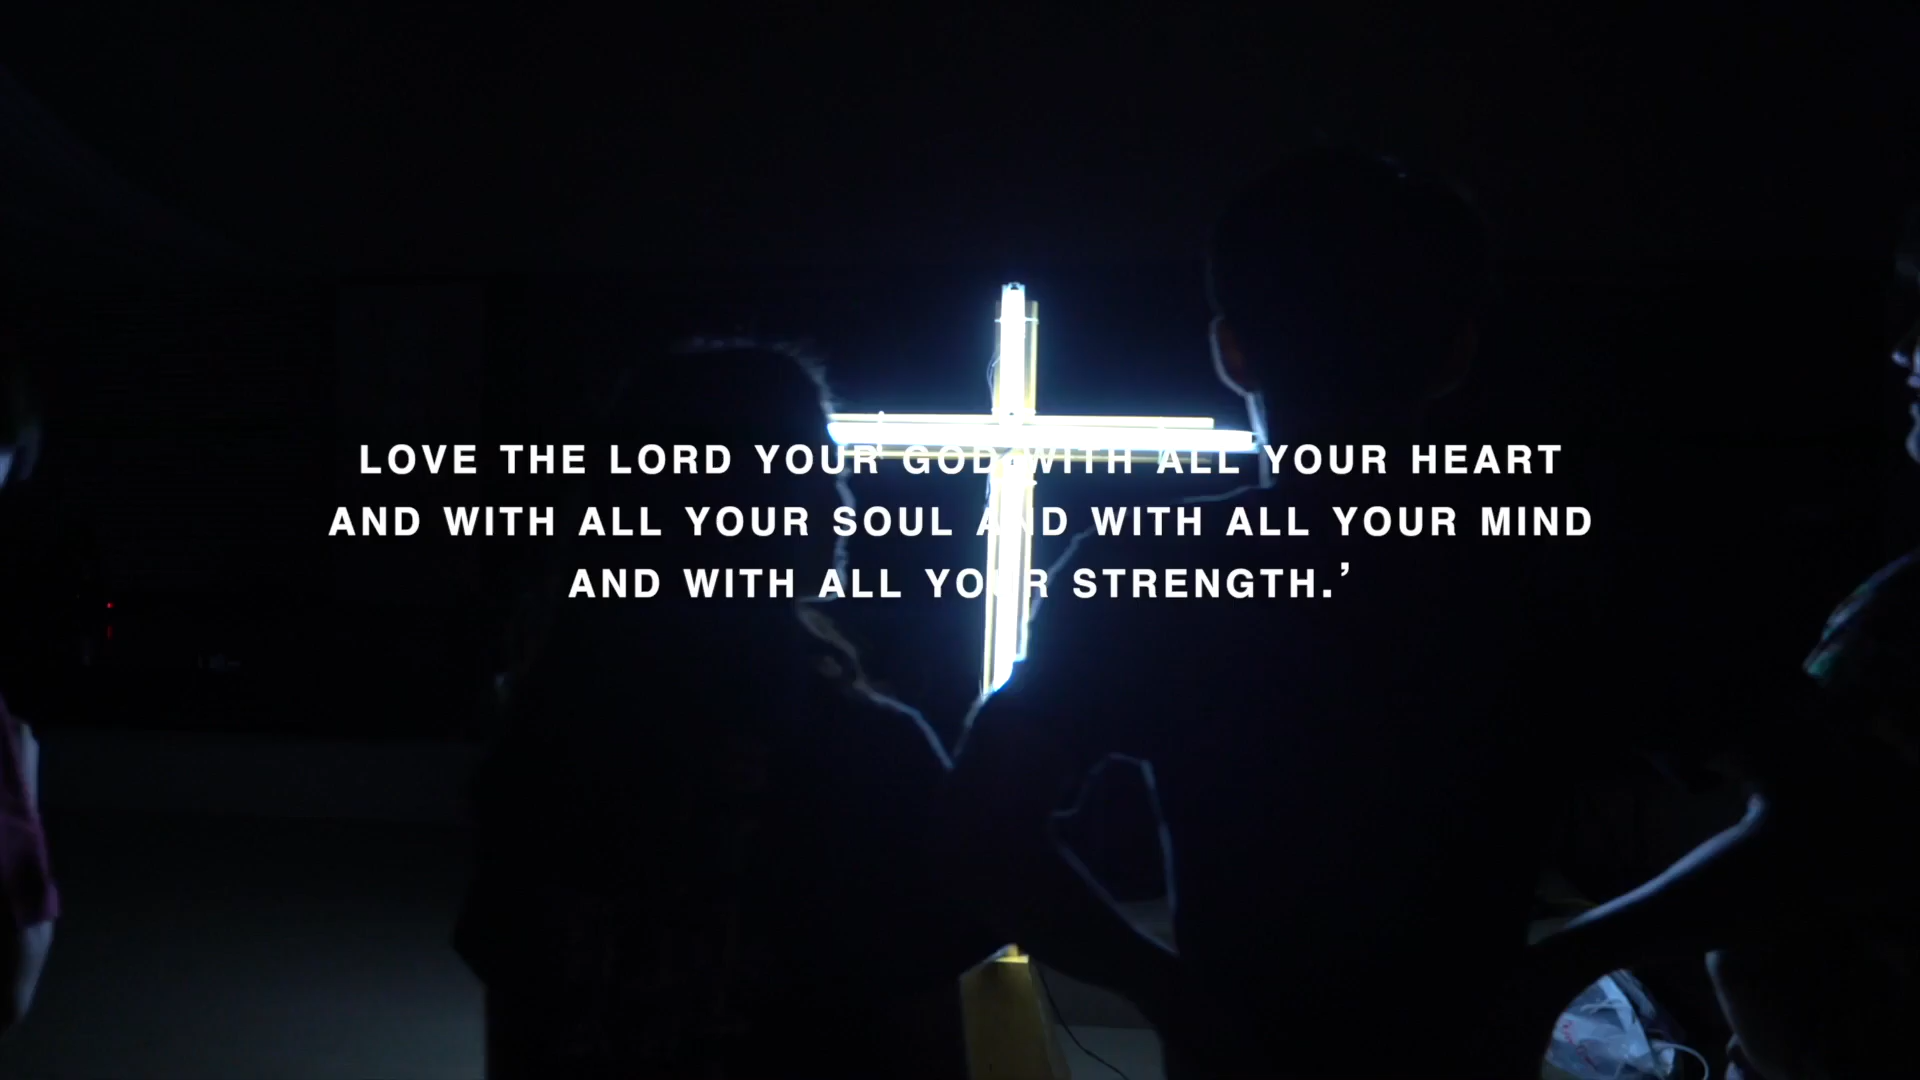 LOVE THE LORD YOUR GOD WITH ALL YOUR HEART
AND WITH ALL YOUR SOUL AND WITH ALL YOUR MIND
AND WITH ALL YOUR STRENGTH.’